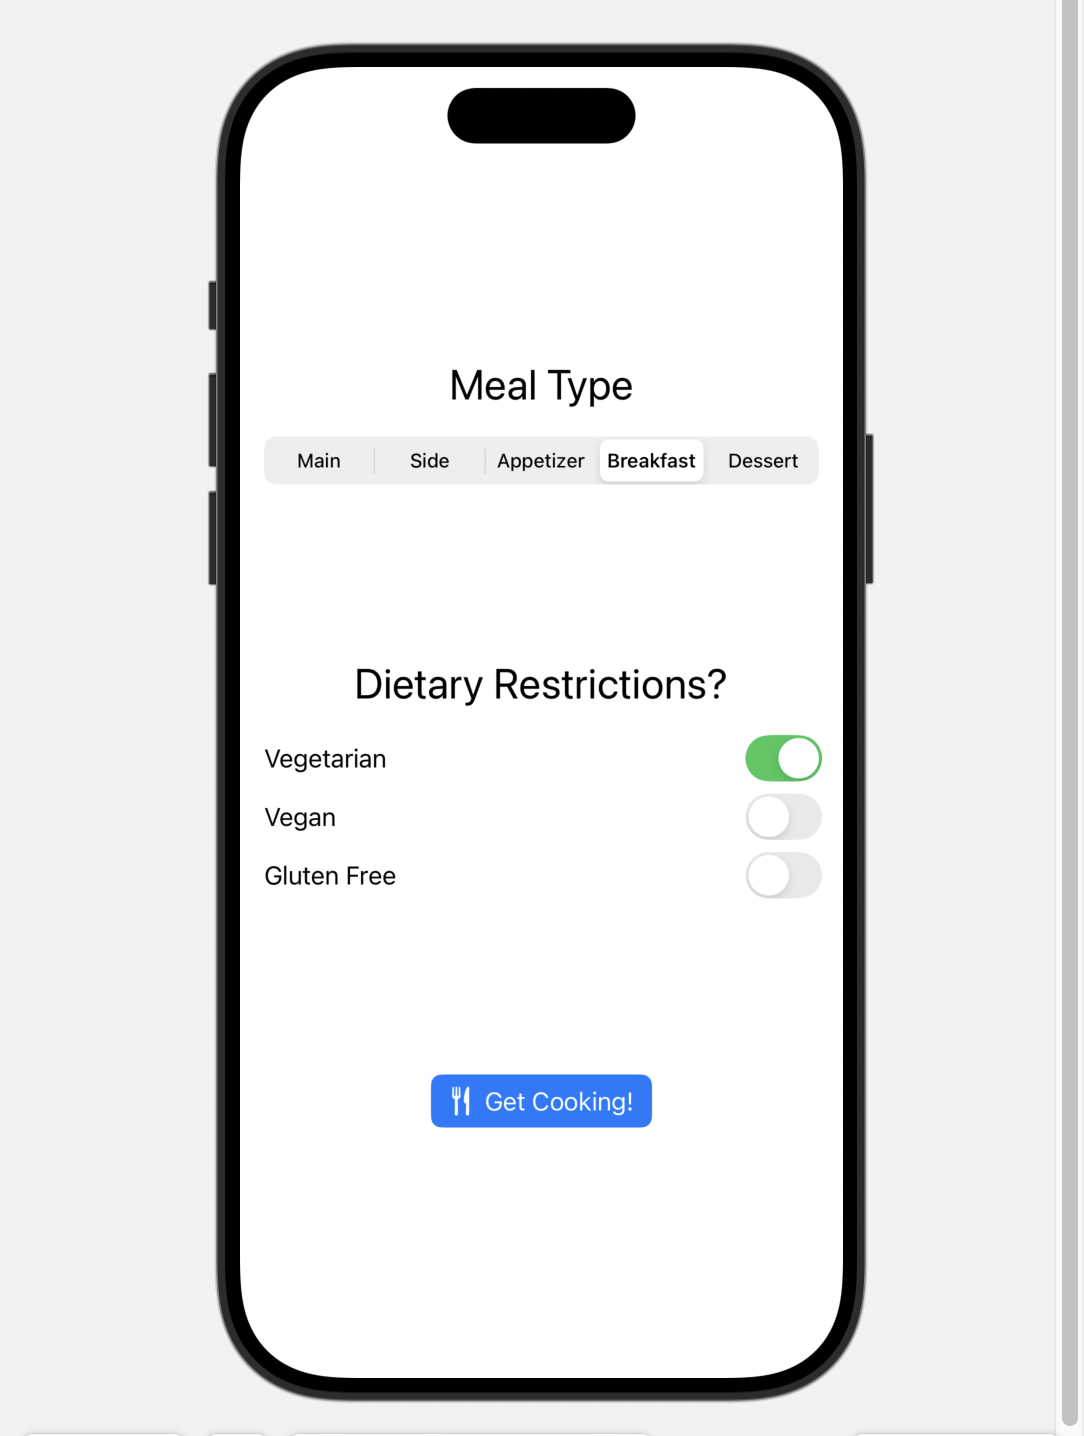 Meal Type
Main Side Appetizer Breakfast Dessert
Dietary Restrictions?
Vegetarian
Vegan
Gluten Free
Get Cooking!